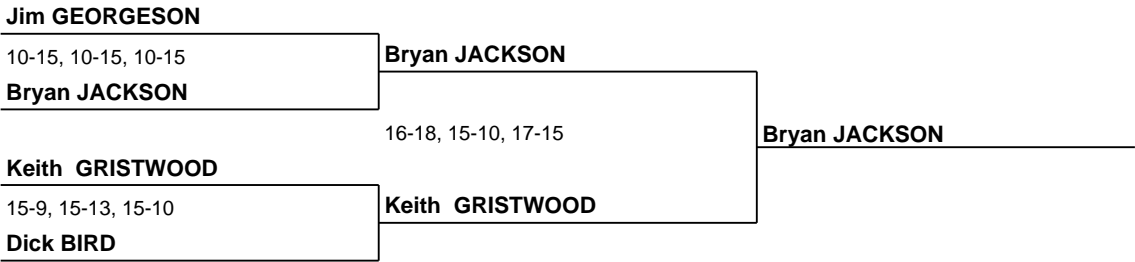 Jim GEORGESON
10-15, 10-15, 10-15
Bryan JACKSON
Bryan JACKSON
16-18, 15-10, 17-15
Bryan JACKSON
Keith  GRISTWOOD
15-9, 15-13, 15-10
Keith  GRISTWOOD
Dick BIRD